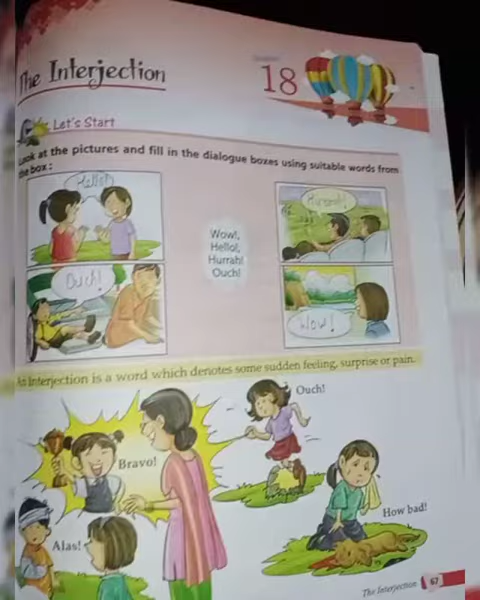 The Interjection
18
Let's Start
Look at the pictures and fill in the dialogue boxes using suitable words from
the box:
Hello!
Hurrah!
Wow!,
Hello!,
Hurrah!
Ouch!
Ouch!
Wow!
An Interjection is a word which denotes some sudden feeling, surprise or pain.
Ouch!
Bravo!
How bad!
Alas!
The Interjection
67